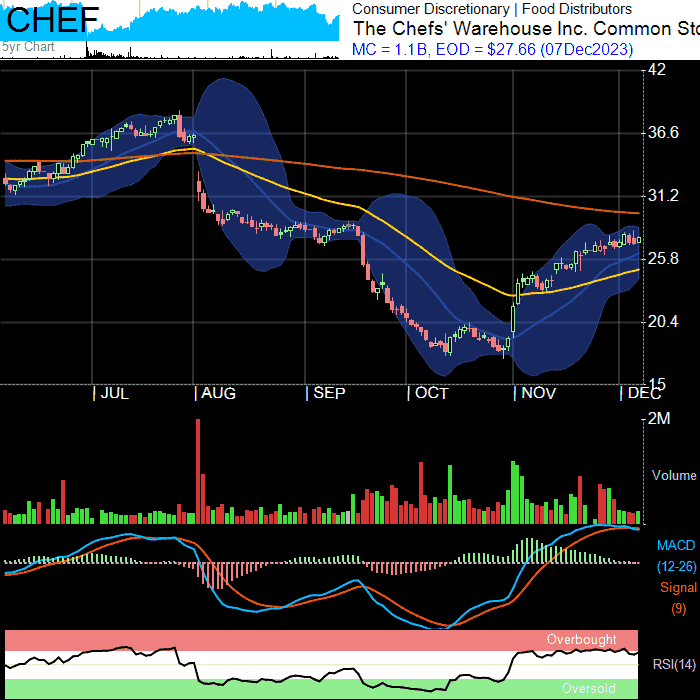 CHEF
5yr Chart
Consumer Discretionary | Food Distributors
The Chefs' Warehouse Inc. Common Sto
MC = 1.1B, EOD = $27.66 (07Dec2023)
42
36.6
31.2
25.8
20.4
15
| JUL | AUG | SEP | OCT | NOV | DEC
2M
Volume
MACD
(12-26)
Signal
(9)
Overbought
RSI(14)
Oversold